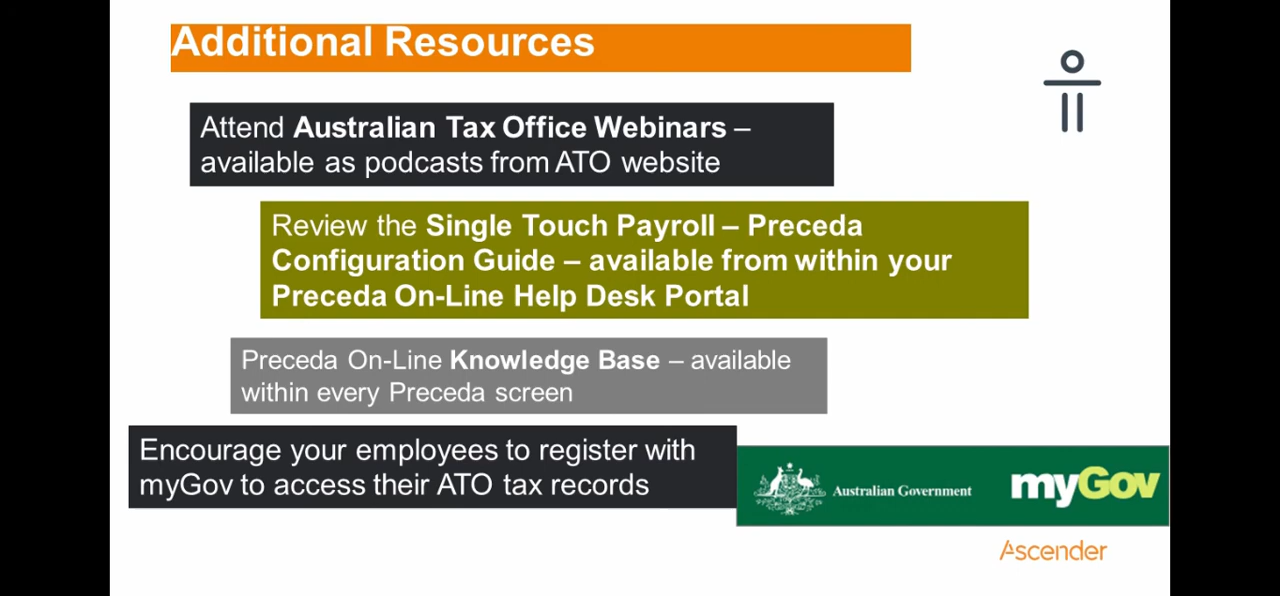 Additional Resources
Attend Australian Tax Office Webinars –
available as podcasts from ATO website
Review the Single Touch Payroll – Preceda
Configuration Guide – available from within your
Preceda On-Line Help Desk Portal
Preceda On-Line Knowledge Base – available
within every Preceda screen
Encourage your employees to register with
myGov to access their ATO tax records
Australian Government
myGov
Ascender